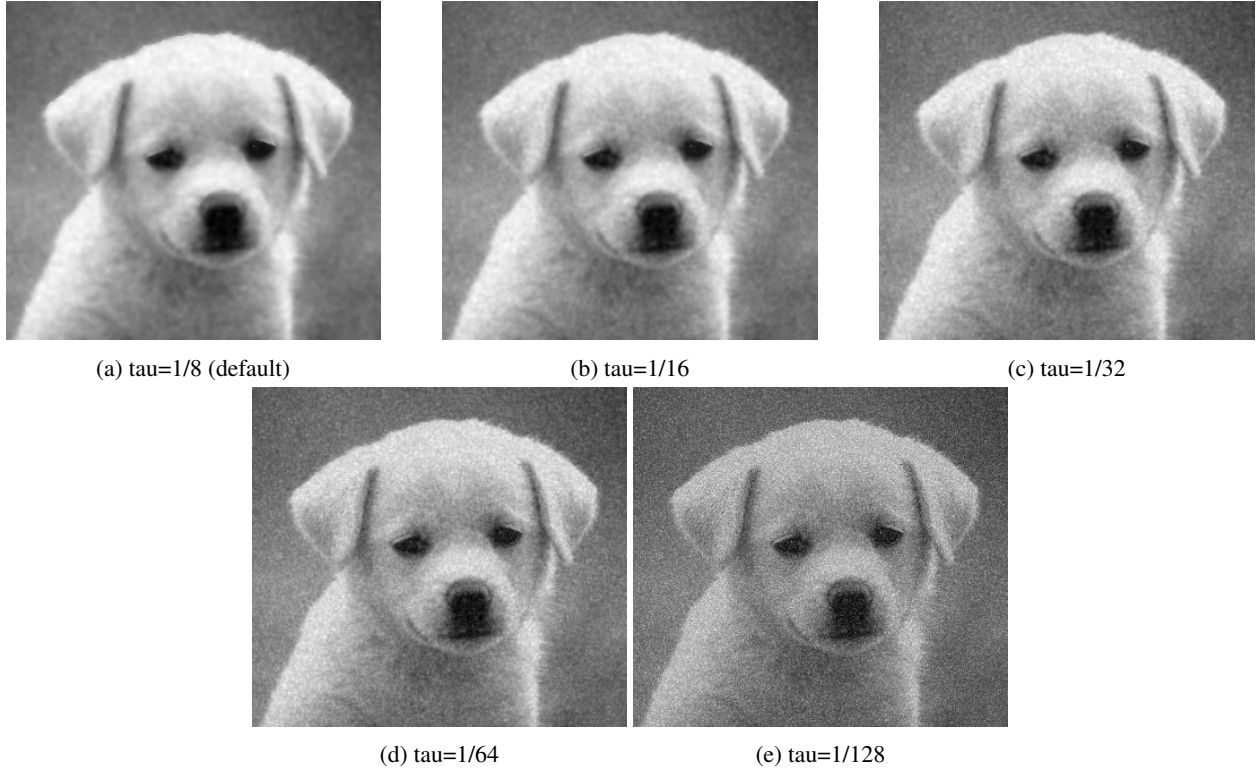 (a) tau=1/8 (default)
(b) tau=1/16
(c) tau=1/32
(d) tau=1/64
(e) tau=1/128